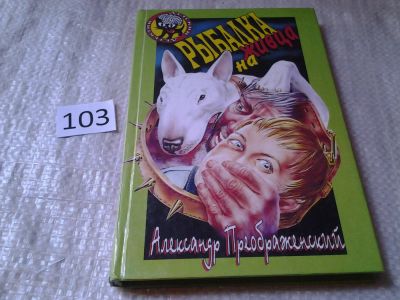 РЫБАЛКА
на
живца
103
Александр Преображенский